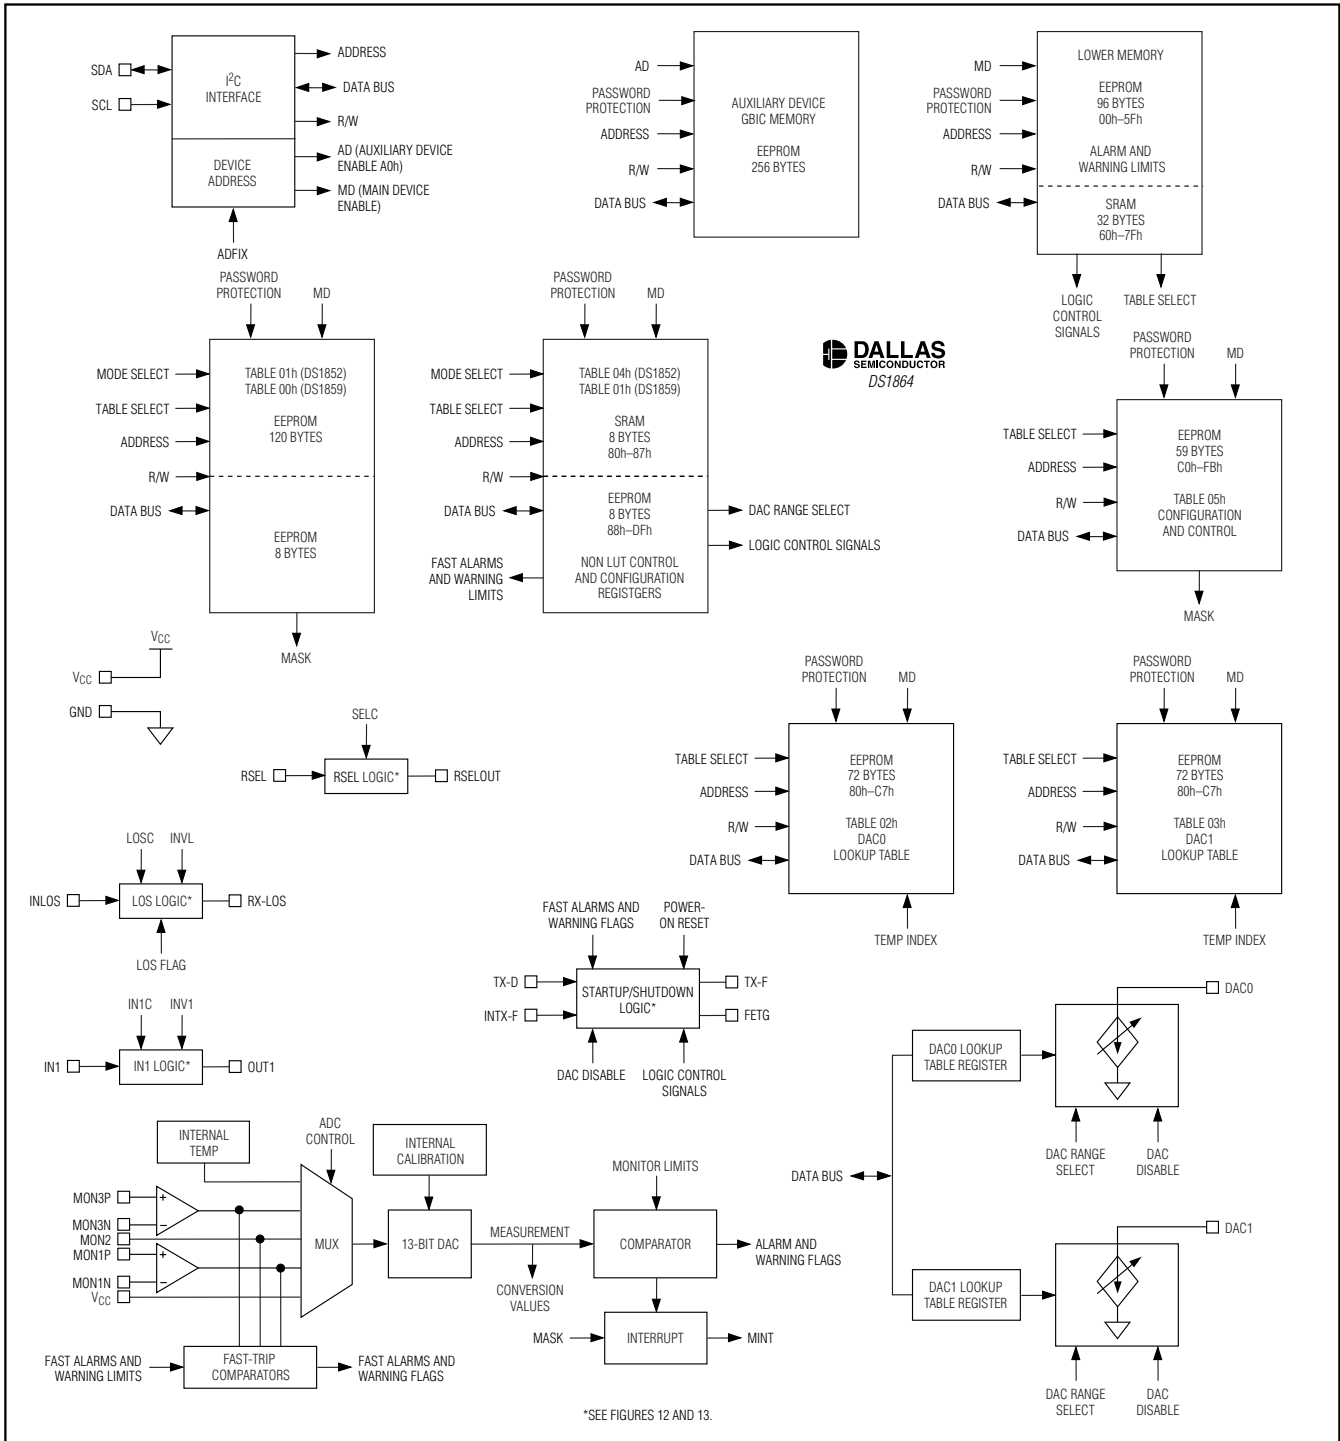 SDA
SCL
I2C
INTERFACE
DEVICE
ADDRESS
ADDRESS
DATA BUS
R/W
AD (AUXILIARY DEVICE
ENABLE A0h)
MD (MAIN DEVICE
ENABLE)
ADFIX
AD
PASSWORD
PROTECTION
ADDRESS
R/W
DATA BUS
AUXILIARY DEVICE
GBIC MEMORY
EEPROM
256 BYTES
MD
PASSWORD
PROTECTION
ADDRESS
R/W
DATA BUS
LOWER MEMORY
EEPROM
96 BYTES
00h–5Fh
ALARM AND
WARNING LIMITS
SRAM
32 BYTES
60h–7Fh
LOGIC
CONTROL
SIGNALS
TABLE SELECT
PASSWORD
PROTECTION
MD
MODE SELECT
TABLE SELECT
ADDRESS
R/W
DATA BUS
TABLE 01h (DS1852)
TABLE 00h (DS1859)
EEPROM
120 BYTES
EEPROM
8 BYTES
MASK
PASSWORD
PROTECTION
MD
MODE SELECT
TABLE SELECT
ADDRESS
R/W
DATA BUS
FAST ALARMS
AND WARNING
LIMITS
TABLE 04h (DS1852)
TABLE 01h (DS1859)
SRAM
8 BYTES
80h–87h
EEPROM
8 BYTES
88h–DFh
NON LUT CONTROL
AND CONFIGURATION
REGISTGERS
DAC RANGE SELECT
LOGIC CONTROL SIGNALS
DALLAS
SEMICONDUCTOR
DS1864
PASSWORD
PROTECTION
MD
TABLE SELECT
ADDRESS
R/W
DATA BUS
EEPROM
59 BYTES
C0h–FBh
TABLE 05h
CONFIGURATION
AND CONTROL
MASK
VCC
VCC
GND
SELC
RSEL
RSEL LOGIC*
RSELOUT
PASSWORD
PROTECTION
MD
TABLE SELECT
ADDRESS
R/W
DATA BUS
EEPROM
72 BYTES
80h–C7h
TABLE 02h
DAC0
LOOKUP TABLE
TEMP INDEX
PASSWORD
PROTECTION
MD
TABLE SELECT
ADDRESS
R/W
DATA BUS
EEPROM
72 BYTES
80h–C7h
TABLE 03h
DAC1
LOOKUP TABLE
TEMP INDEX
LOSC
INVL
INLOS
LOS LOGIC*
RX-LOS
LOS FLAG
IN1C
INV1
IN1
IN1 LOGIC*
OUT1
FAST ALARMS AND
WARNING FLAGS
POWER-
ON RESET
TX-D
INTX-F
STARTUP/SHUTDOWN
LOGIC*
TX-F
FETG
DAC DISABLE
LOGIC CONTROL
SIGNALS
INTERNAL
TEMP
ADC
CONTROL
INTERNAL
CALIBRATION
MON3P
MON3N
MON2
MON1P
MON1N
VCC
+
−
+
−
MUX
13-BIT DAC
MEASUREMENT
CONVERSION
VALUES
MONITOR LIMITS
COMPARATOR
ALARM AND
WARNING FLAGS
MASK
INTERRUPT
MINT
FAST ALARMS AND
WARNING LIMITS
FAST-TRIP
COMPARATORS
FAST ALARMS AND
WARNING FLAGS
DATA BUS
DAC0 LOOKUP
TABLE REGISTER
DAC0
DAC RANGE
SELECT
DAC
DISABLE
DAC1 LOOKUP
TABLE REGISTER
DAC1
DAC RANGE
SELECT
DAC
DISABLE
*SEE FIGURES 12 AND 13.